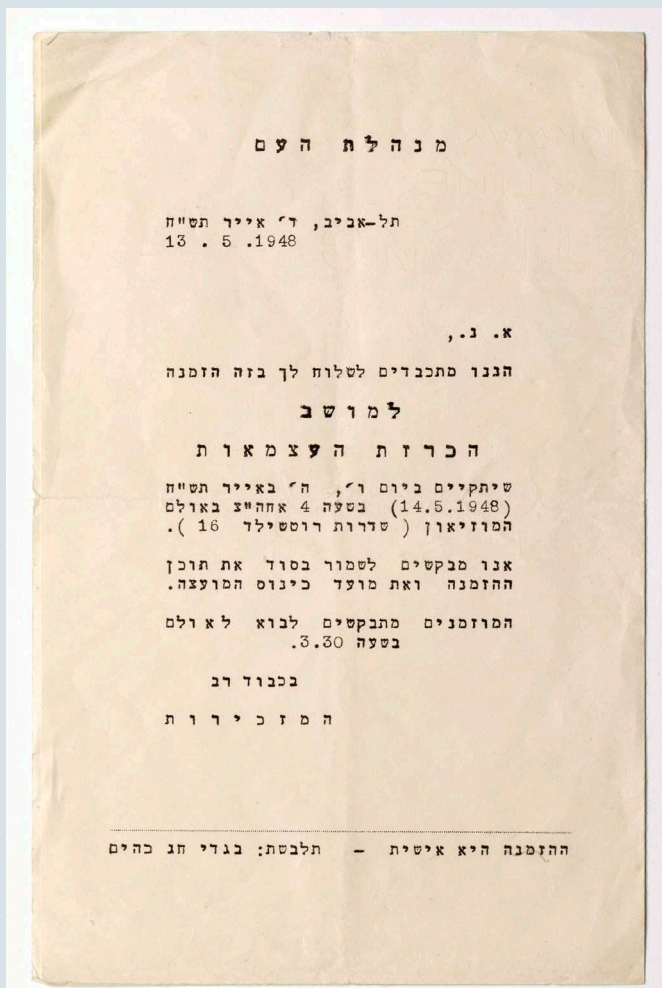 מנהלת העם
תל-אביב, ד׳ אייר תש"ח
13 . 5 .1948
א. נ.,
הננו מתכבדים לשלוח לך בזה הזמנה
למושב
הכרזת העצמאות
שיתקיים ביום ו׳, ה׳ באייר תש"ח
(14.5.1948) בשעה 4 אחה"צ באולם
המוזיאון ( שדרות רוטשילד 16 ).
אנו מבקשים לשמור בסוד את תוכן
ההזמנה ואת מועד כינוס המועצה.
המוזמנים מתבקשים לבוא לאולם
בשעה 3.30.
בכבוד רב
המזכירות
ההזמנה היא אישית – תלבשת: בגדי חג כהים